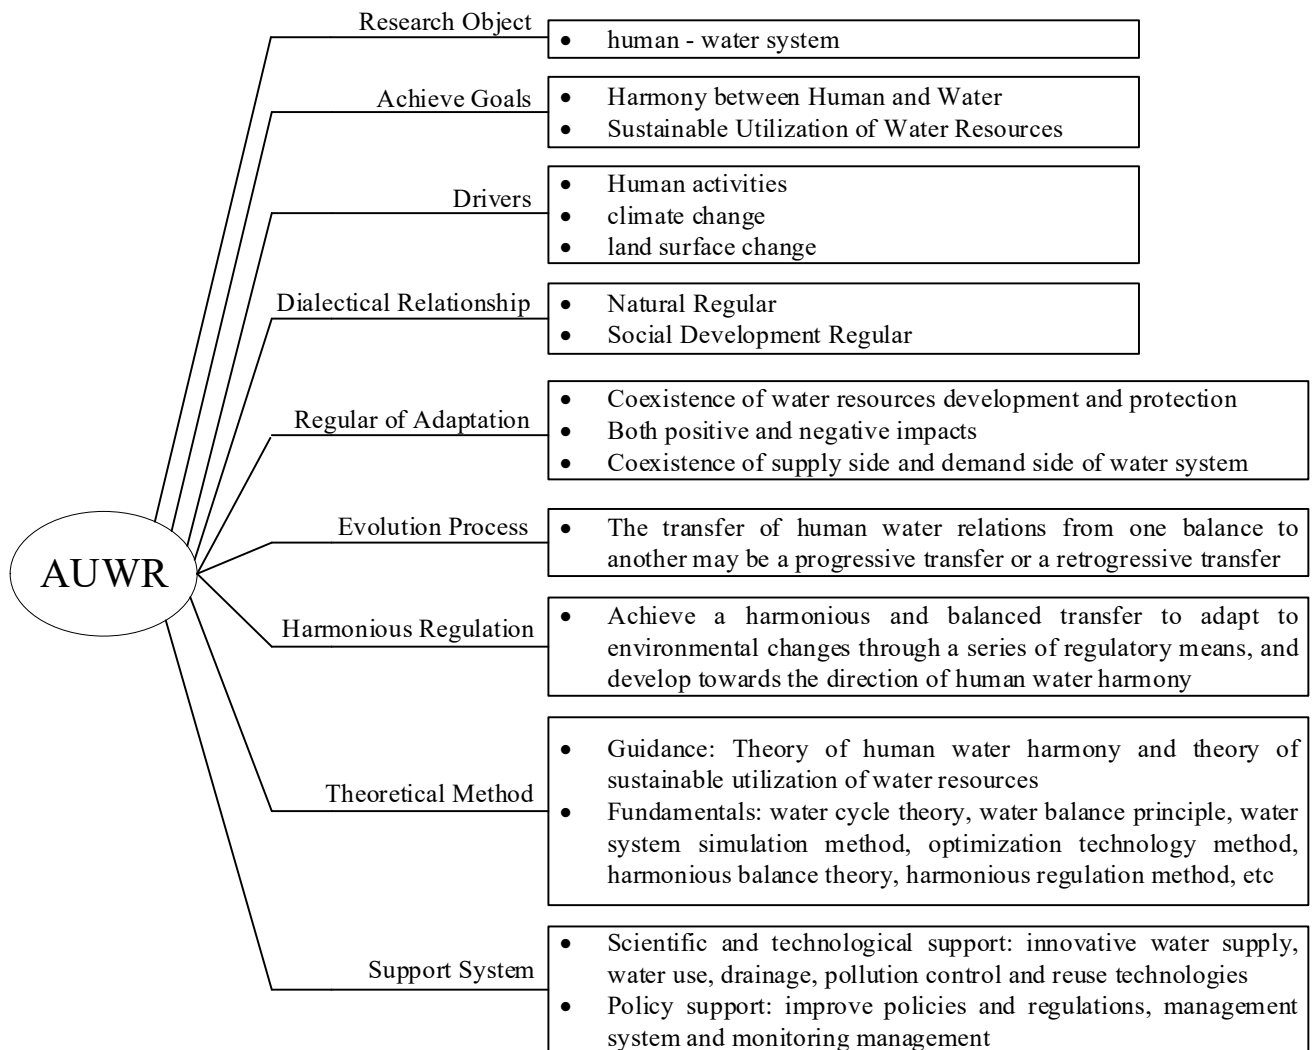 Research Object
• human - water system
Achieve Goals
• Harmony between Human and Water
• Sustainable Utilization of Water Resources
Drivers
• Human activities
• climate change
• land surface change
Dialectical Relationship
• Natural Regular
• Social Development Regular
Regular of Adaptation
• Coexistence of water resources development and protection
• Both positive and negative impacts
• Coexistence of supply side and demand side of water system
Evolution Process
• The transfer of human water relations from one balance to
another may be a progressive transfer or a retrogressive transfer
AUWR
Harmonious Regulation
• Achieve a harmonious and balanced transfer to adapt to
environmental changes through a series of regulatory means, and
develop towards the direction of human water harmony
Theoretical Method
• Guidance: Theory of human water harmony and theory of
sustainable utilization of water resources
• Fundamentals: water cycle theory, water balance principle, water
system simulation method, optimization technology method,
harmonious balance theory, harmonious regulation method, etc
Support System
• Scientific and technological support: innovative water supply,
water use, drainage, pollution control and reuse technologies
• Policy support: improve policies and regulations, management
system and monitoring management